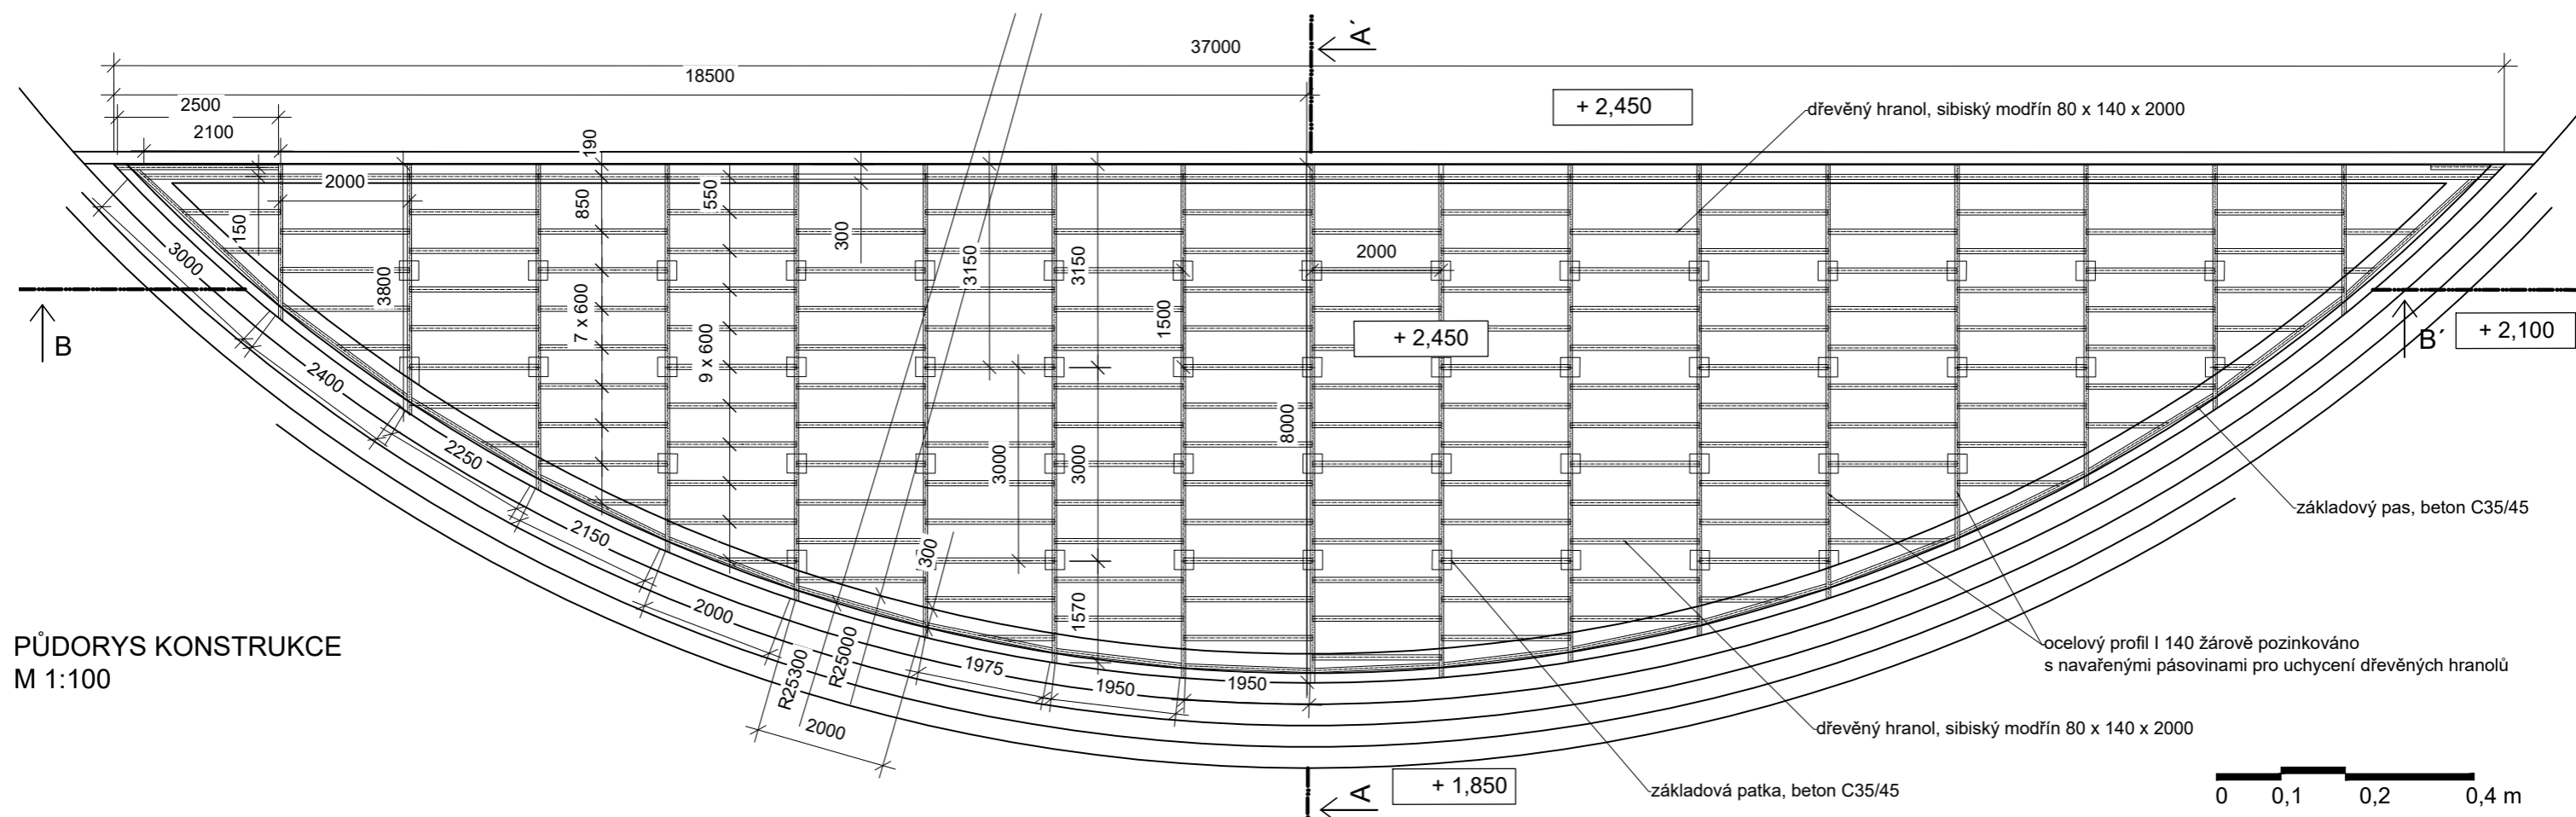 37000
A´
18500
2500
+ 2,450
dřevěný hranol, sibiský modřín 80 x 140 x 2000
2100
190
2000
550
850
150
300
2000
3000
3150
3150
3800
7 x 600
1500
B
+ 2,450
B´
+ 2,100
9 x 600
2400
8000
2250
3000
3000
základový pas, beton C35/45
2150
300
2000
1570
PŮDORYS KONSTRUKCE
M 1:100
R25300
R25000
1975
1950
1950
ocelový profil I 140 žárově pozinkováno
s navařenými pásovinami pro uchycení dřevěných hranolů
2000
dřevěný hranol, sibiský modřín 80 x 140 x 2000
A
+ 1,850
základová patka, beton C35/45
0 0,1 0,2 0,4 m